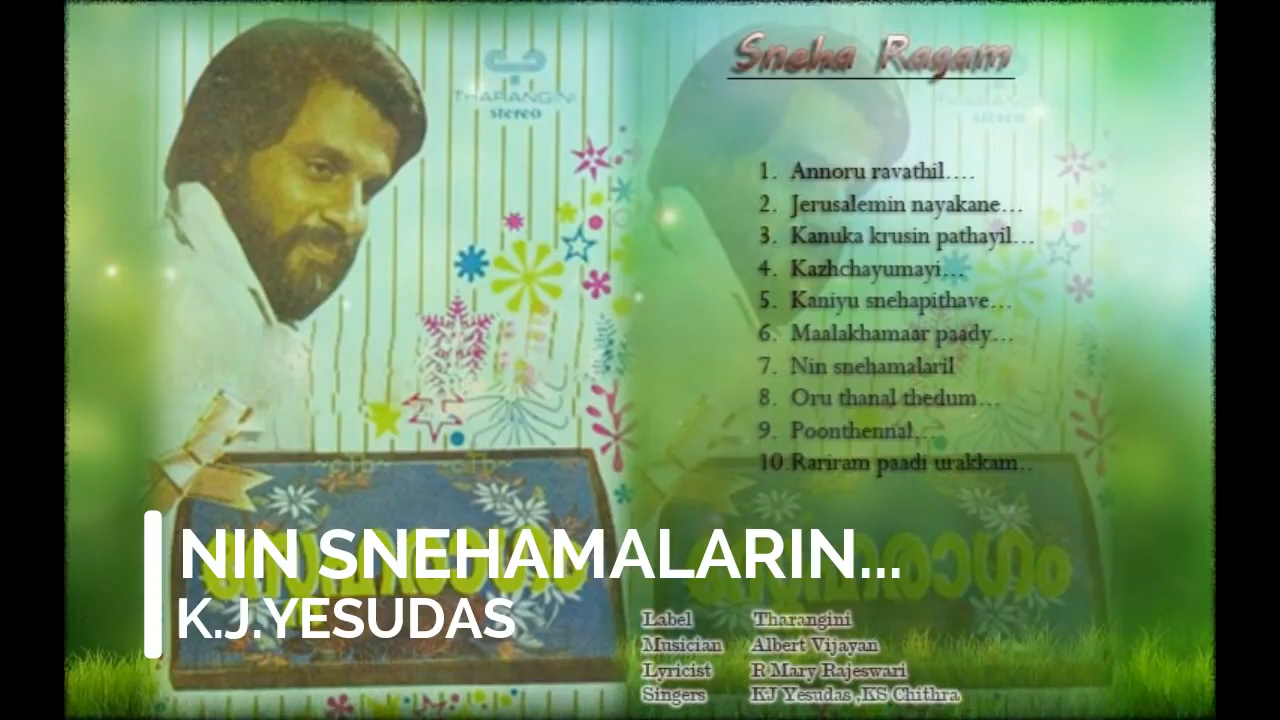 THARANGINI
stereo
Sneha Ragam
1. Annoru ravathil....
2. Jerusalemin nayakane...
3. Kanuka krusin pathayil...
4. Kazhchayumayi...
5. Kaniyu snehapithave...
6. Maalakhamaar paady...
7. Nin snehamalaril
8. Oru thanal thedum...
9. Poonthennal...
10.Rariram paadi urakkam..
സ്നേഹരാഗം
NIN SNEHAMALARIN...
K.J.YESUDAS
Label Tharangini
Musician Albert Vijayan
Lyricist R Mary Rajeswari
Singers KJ Yesudas ,KS Chithra